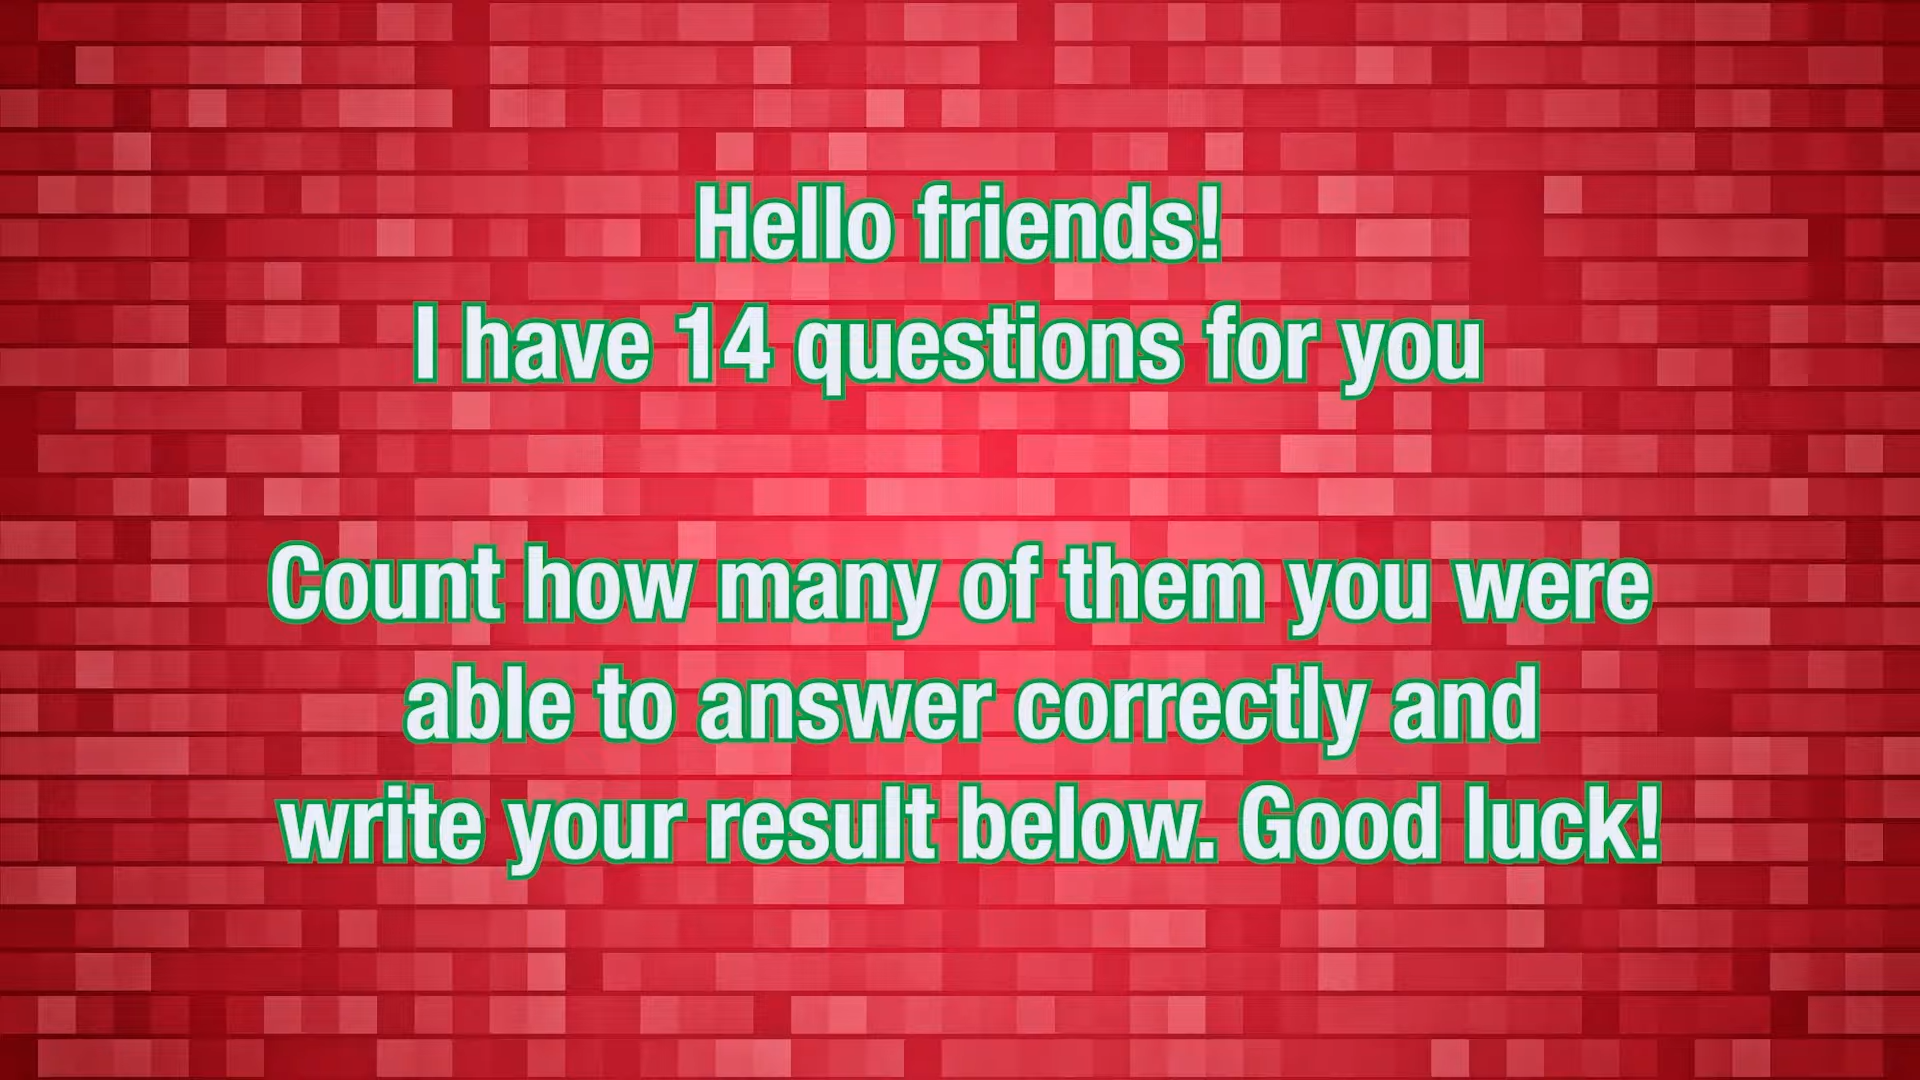 Hello friends!
I have 14 questions for you
Count how many of them you were
able to answer correctly and
write your result below. Good luck!